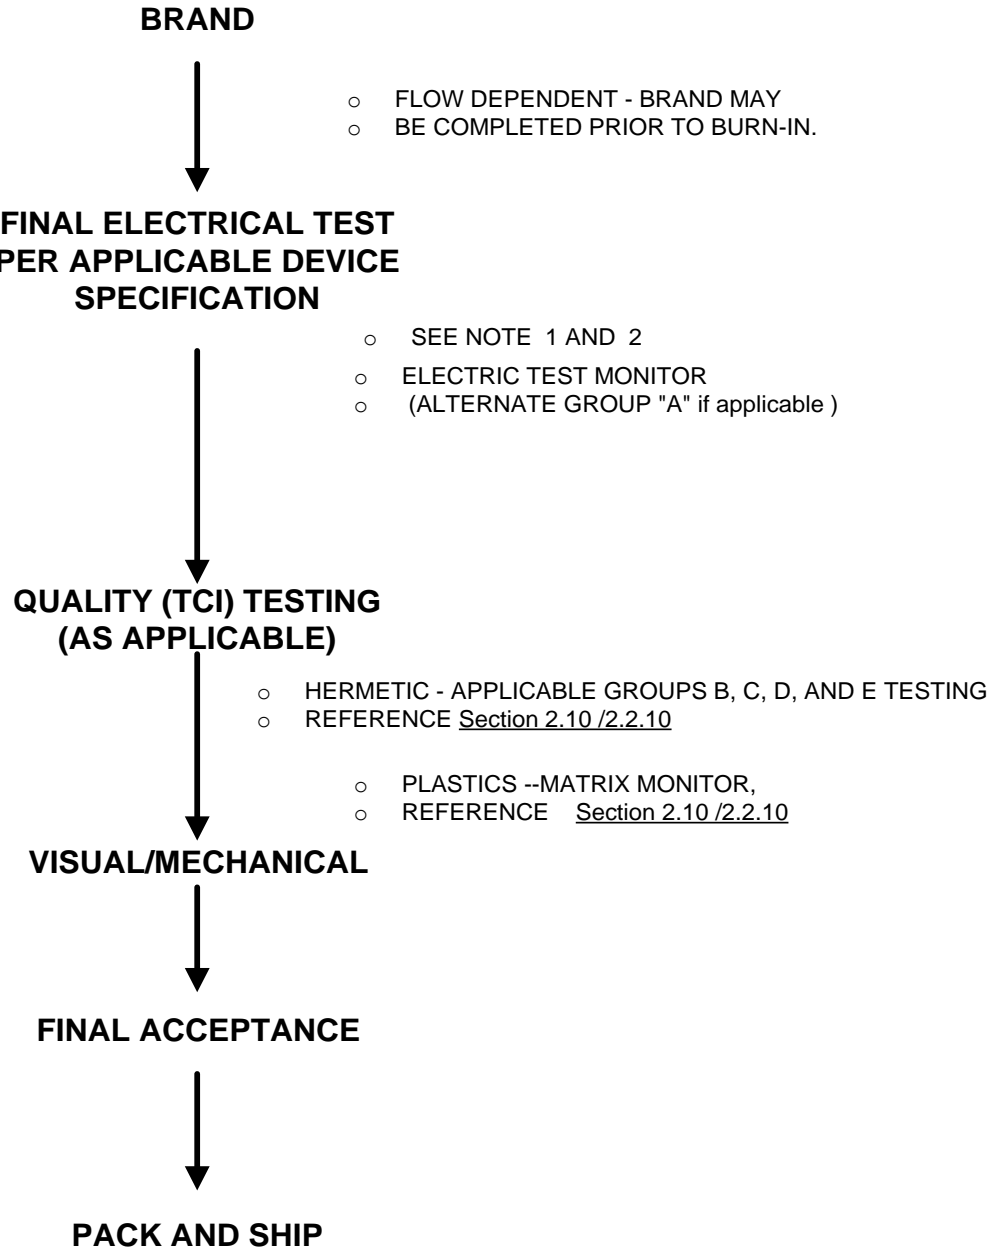 BRAND
o FLOW DEPENDENT - BRAND MAY
o BE COMPLETED PRIOR TO BURN-IN.
FINAL ELECTRICAL TEST
PER APPLICABLE DEVICE
SPECIFICATION
o SEE NOTE 1 AND 2
o ELECTRIC TEST MONITOR
o (ALTERNATE GROUP "A" if applicable )
QUALITY (TCI) TESTING
(AS APPLICABLE)
o HERMETIC - APPLICABLE GROUPS B, C, D, AND E TESTING
o REFERENCE Section 2.10 /2.2.10
o PLASTICS --MATRIX MONITOR,
o REFERENCE Section 2.10 /2.2.10
VISUAL/MECHANICAL
FINAL ACCEPTANCE
PACK AND SHIP